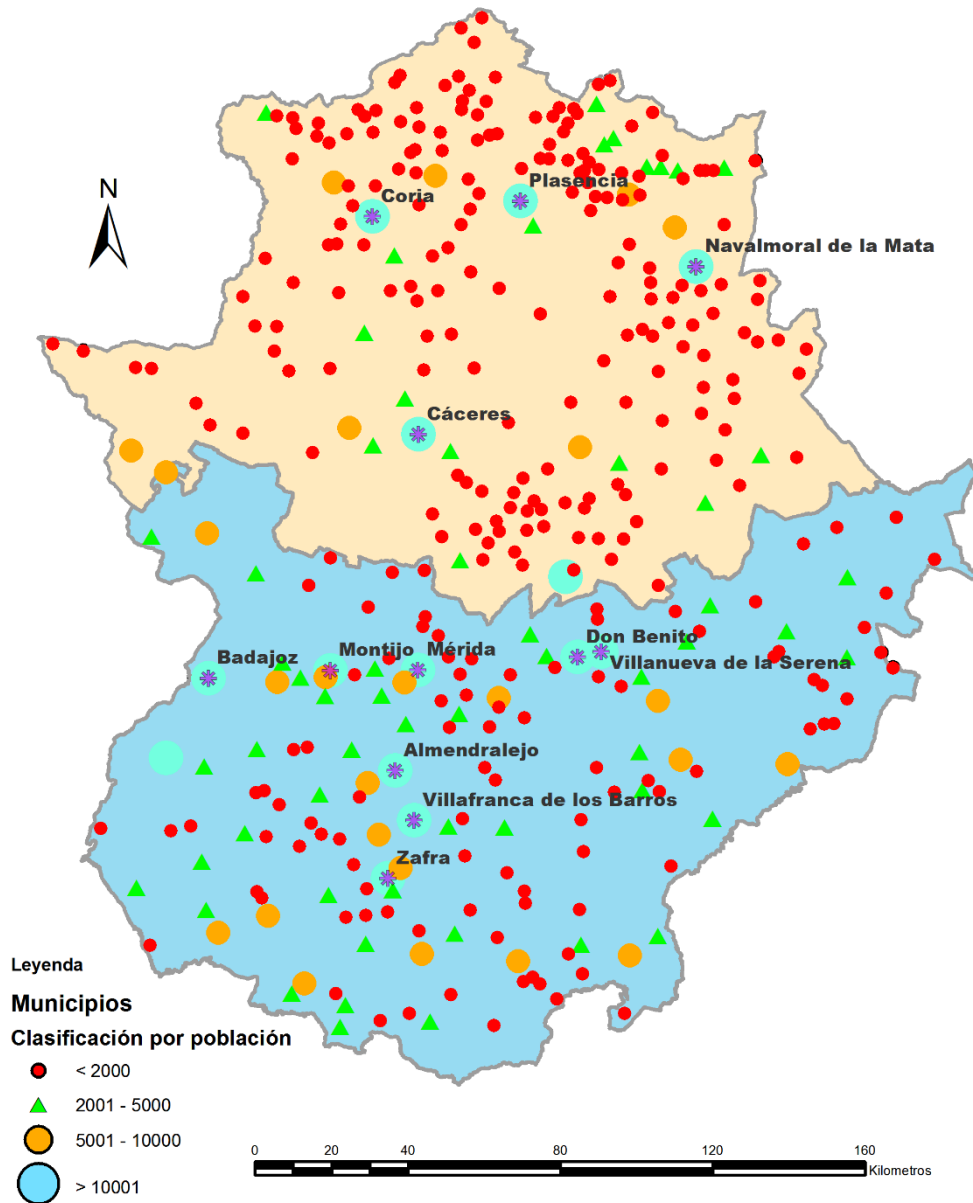 N
Coria
Plasencia
Navalmoral de la Mata
Cáceres
Don Benito
Villanueva de la Serena
Badajoz
Montijo
Mérida
Almendralejo
Villafranca de los Barros
Zafra
Leyenda
Municipios
Clasificación por población
< 2000
2001 - 5000
5001 - 10000
> 10001
0 20 40 80 120 160
Kilometros